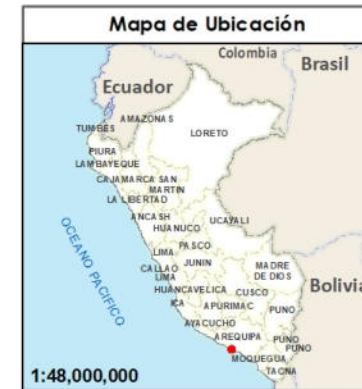 Mapa de Ubicación
Colombia
Brasil
Ecuador
AMAZONAS
TUMBES
LORETO
PIURA
LAMBAYEQUE
CAJAMARCA SAN
MARTIN
LA LIBERTAD
ANCASH
UCAYALI
HUANUCO
OCEANO PACIFICO
PASCO
LIMA
JUNIN
CALLAO
MADRE
LIMA
DE DIOS
Bolivia
HUANCAVELICA
CUSCO
ICA
APURIMAC
PUNO
AYACUCHO
AREQUIPA
PUNO
PUNO
MOQUEGUA
TACNA
1:48,000,000